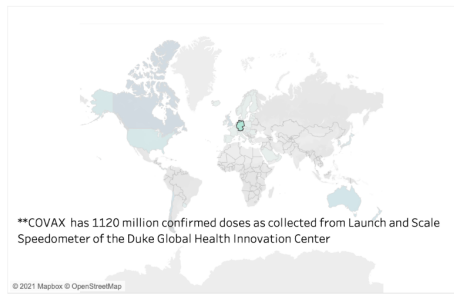 **COVAX has 1120 million confirmed doses as collected from Launch and Scale
Speedometer of the Duke Global Health Innovation Center
© 2021 Mapbox © OpenStreetMap